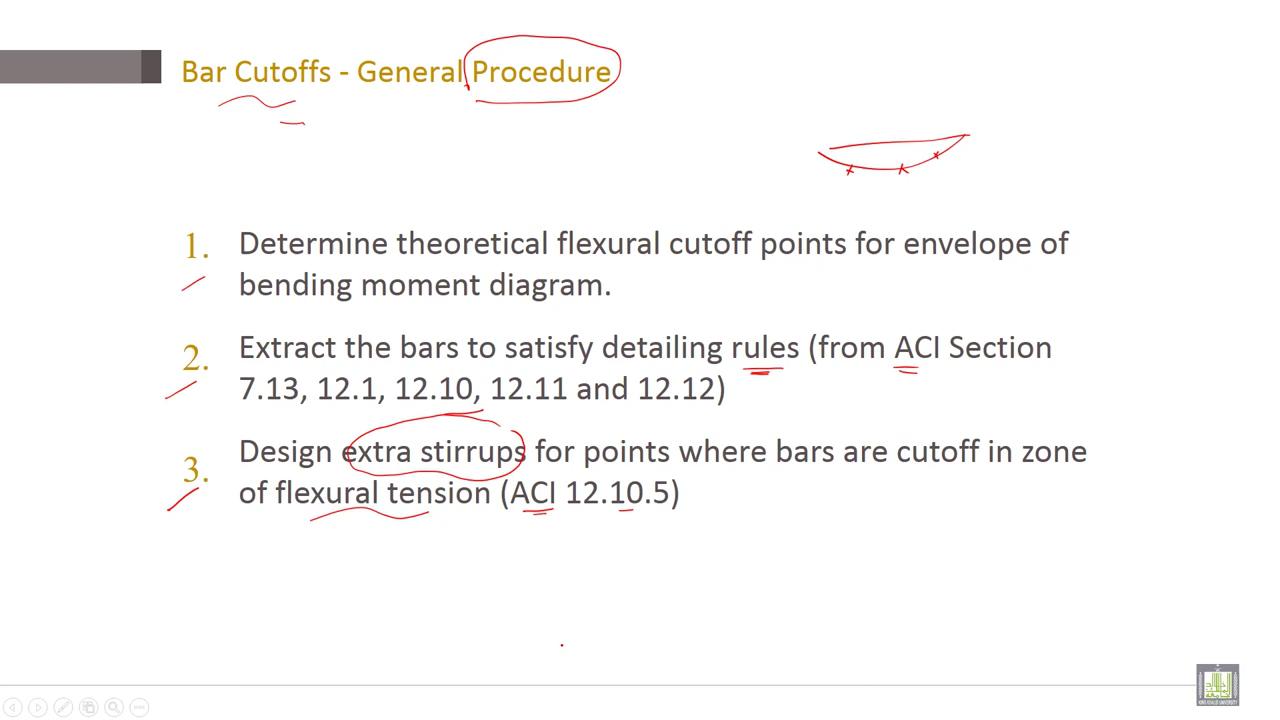 Bar Cutoffs - General Procedure
1. Determine theoretical flexural cutoff points for envelope of
bending moment diagram.
2. Extract the bars to satisfy detailing rules (from ACI Section
7.13, 12.1, 12.10, 12.11 and 12.12)
3. Design extra stirrups for points where bars are cutoff in zone
of flexural tension (ACI 12.10.5)
KING KHALID UNIVERSITY